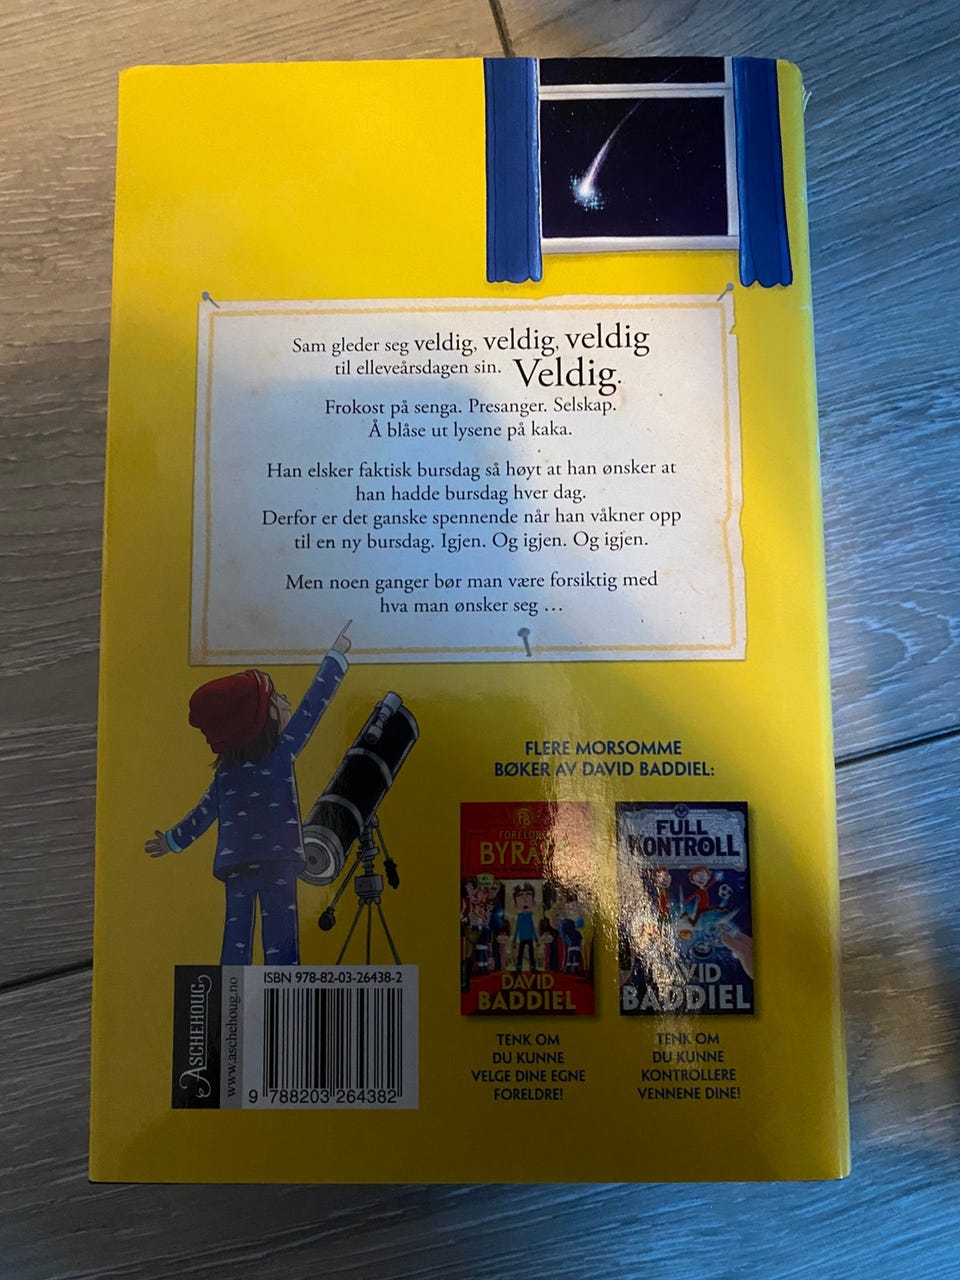 Sam gleder seg veldig, veldig, veldig
til elleveårsdagen sin. Veldig.
Frokost på senga. Presanger. Selskap.
Å blåse ut lysene på kaka.
Han elsker faktisk bursdag så høyt at han ønsker at
han hadde bursdag hver dag.
Derfor er det ganske spennende når han våkner opp
til en ny bursdag. Igjen. Og igjen. Og igjen.
Men noen ganger bør man være forsiktig med
hva man ønsker seg …
FLERE MORSOMME
BØKER AV DAVID BADDIEL:
FB
BYRÅET
DAVID
BADDIEL
FULL
KONTROLL
DAVID
BADDIEL
TENK OM
DU KUNNE
VELGE DINE EGNE
FORELDRE!
TENK OM
DU KUNNE
KONTROLLERE
VENNENE DINE!
ASCHEHOUG
www.aschehoug.no
ISBN 978-82-03-26438-2
9 788203 264382